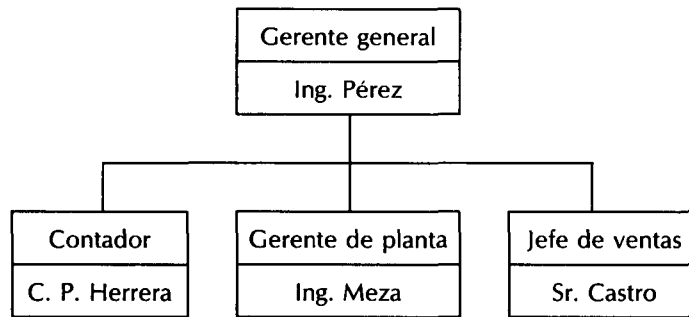 Gerente general
Ing. Pérez
Contador
Gerente de planta
Jefe de ventas
C. P. Herrera
Ing. Meza
Sr. Castro